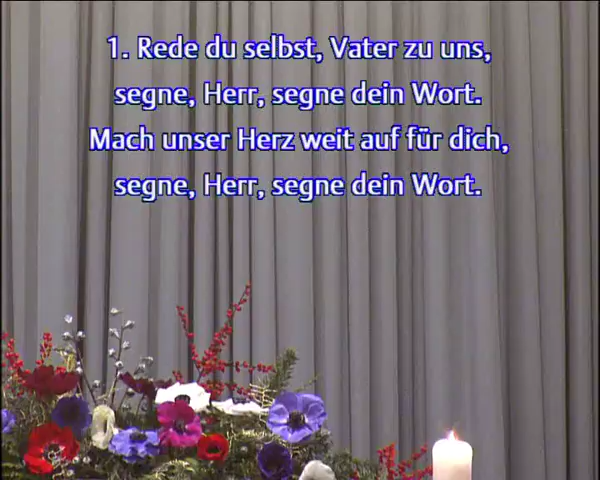 1. Rede du selbst, Vater zu uns,
segne, Herr, segne dein Wort.
Mach unser Herz weit auf für dich,
segne, Herr, segne dein Wort.